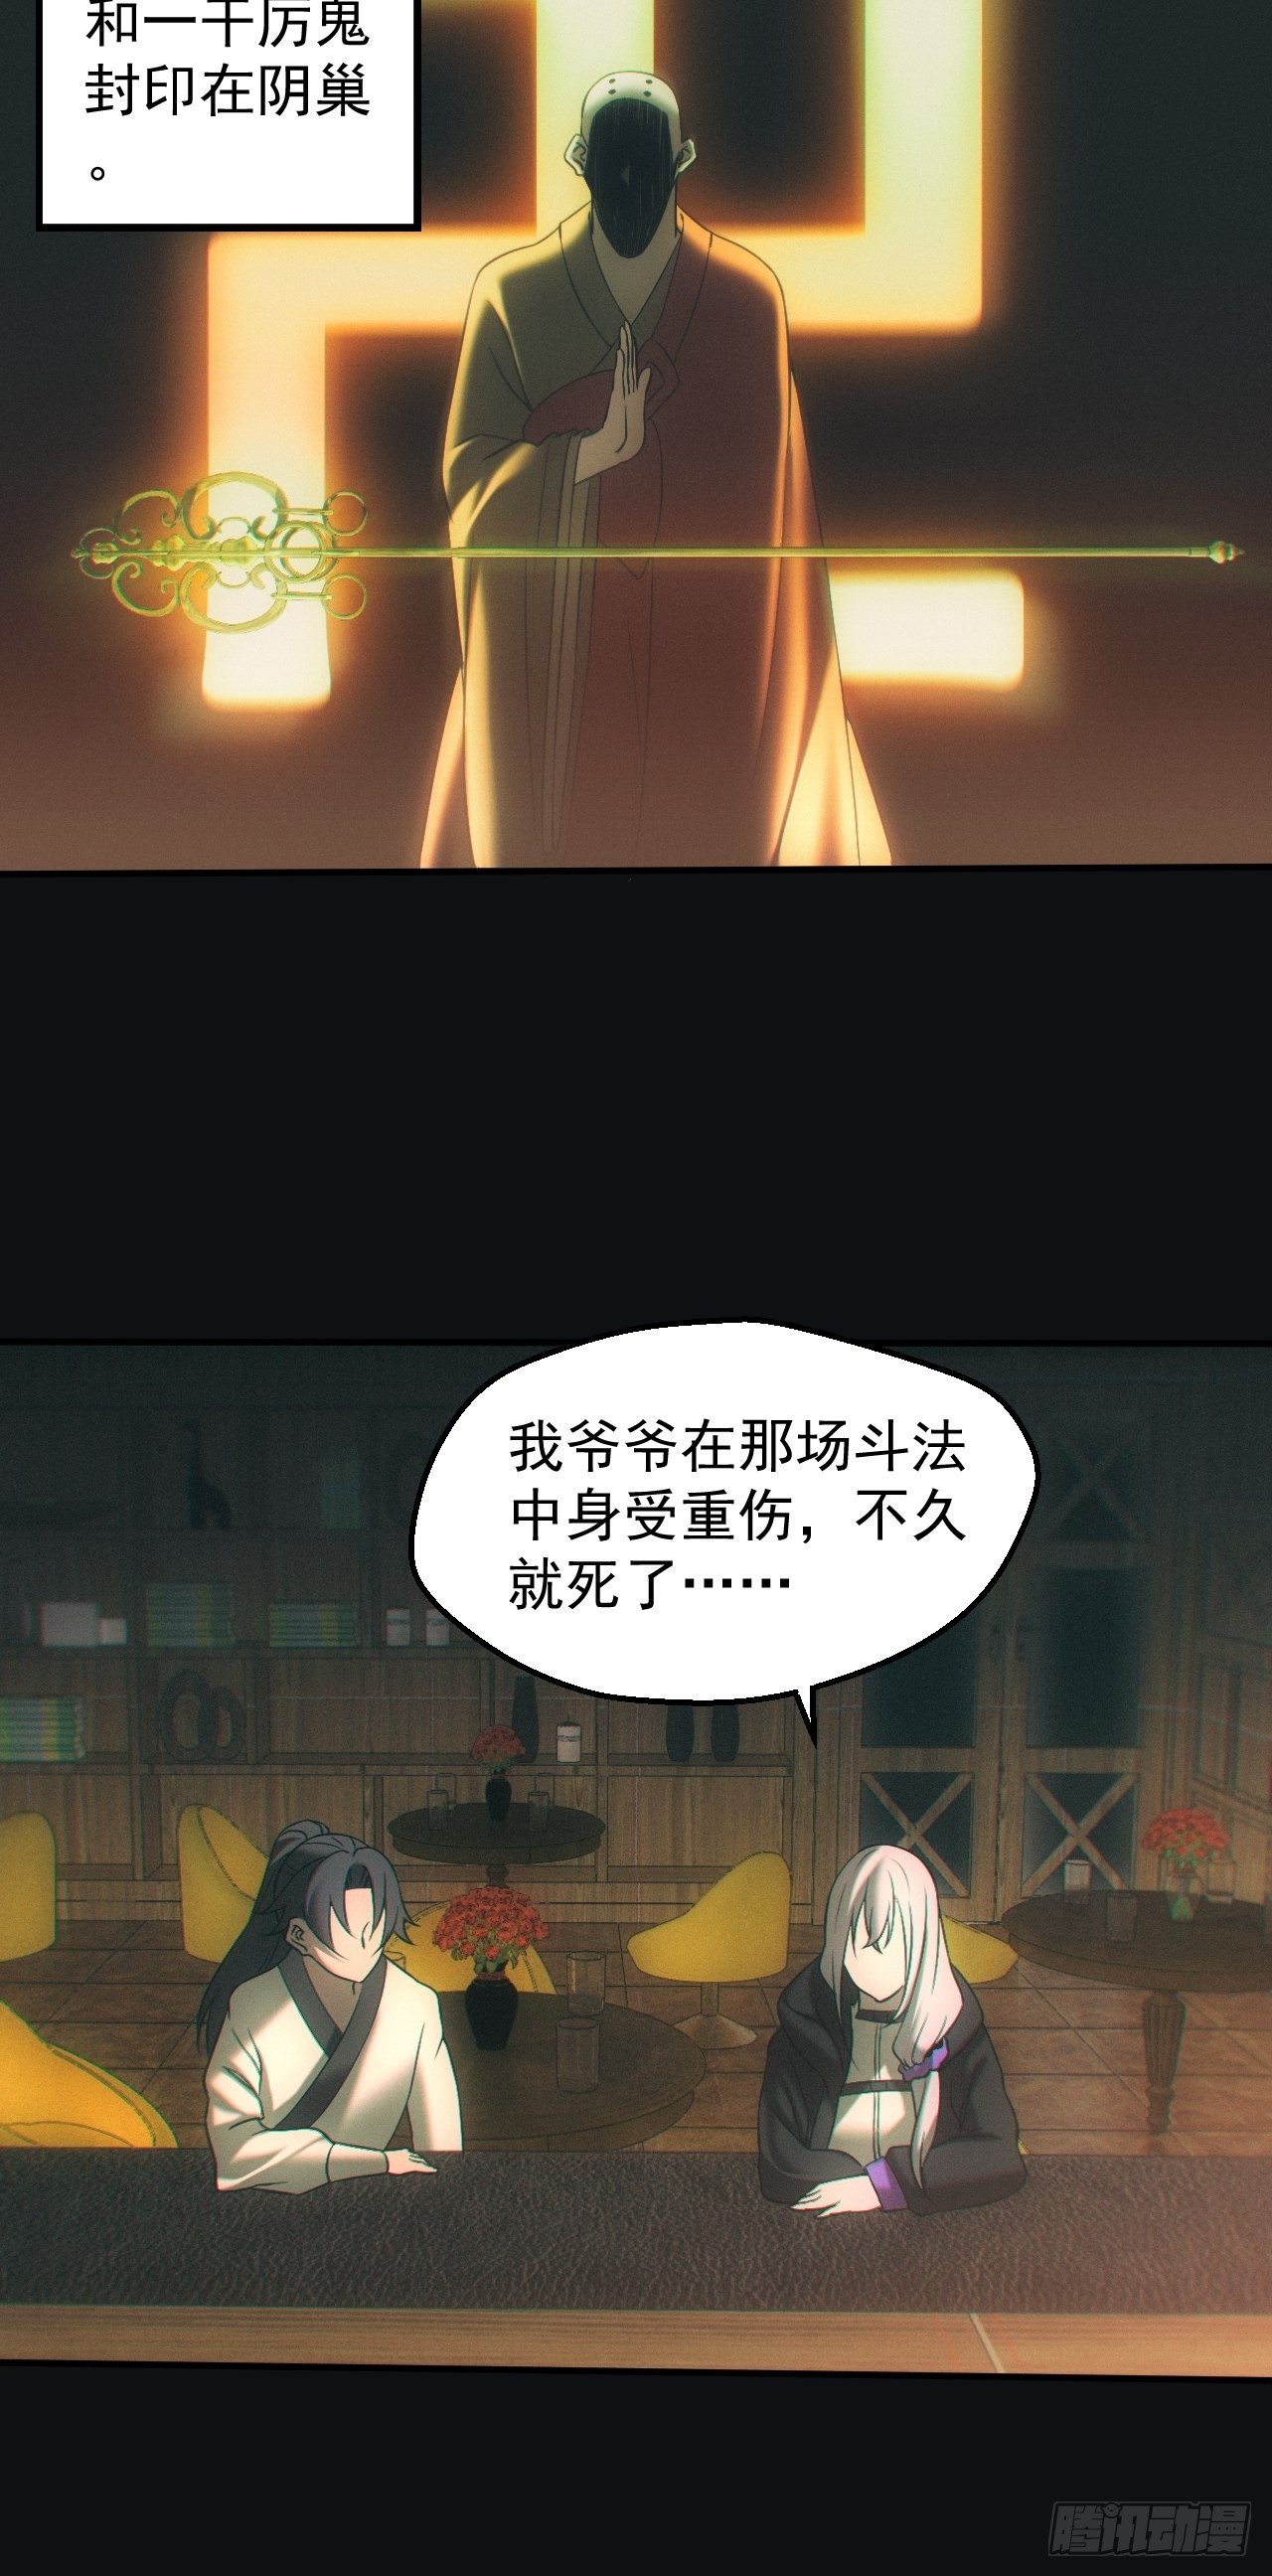 和一干厉鬼
封印在阴巢
。
我爷爷在那场斗法
中身受重伤，不久
就死了……
腾讯动漫